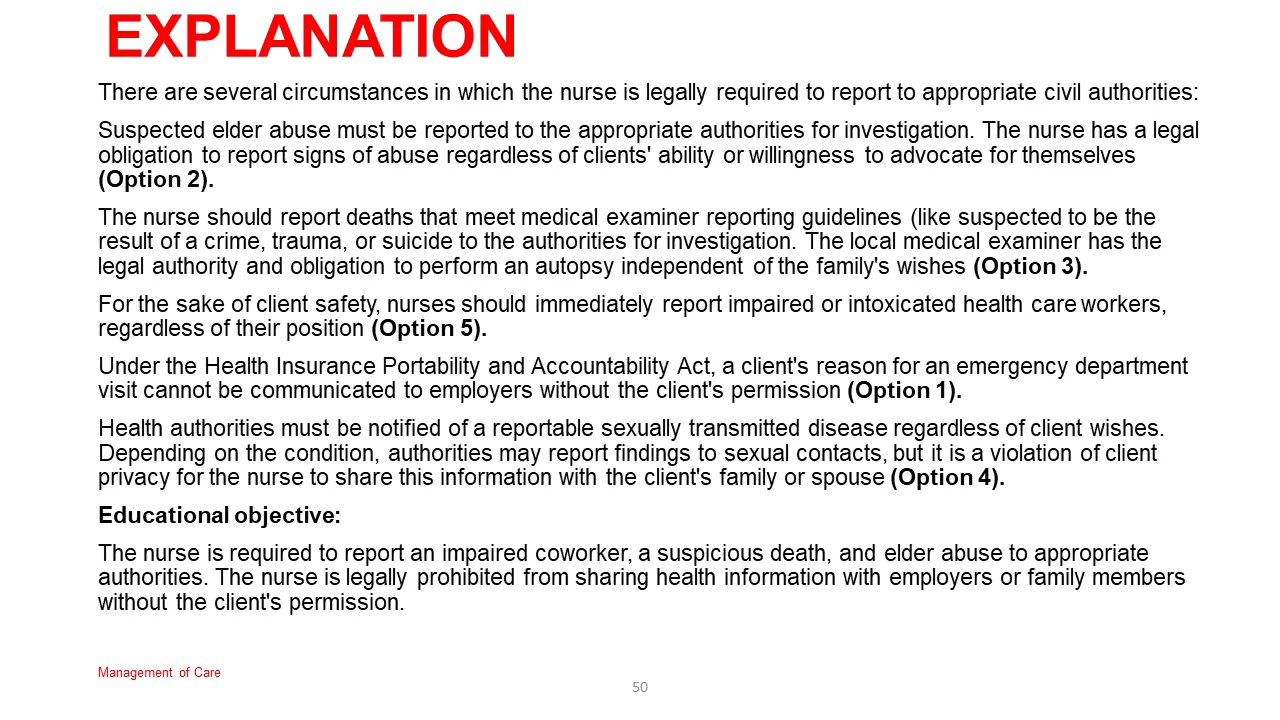 EXPLANATION
There are several circumstances in which the nurse is legally required to report to appropriate civil authorities:
Suspected elder abuse must be reported to the appropriate authorities for investigation. The nurse has a legal
obligation to report signs of abuse regardless of clients' ability or willingness to advocate for themselves
(Option 2).
The nurse should report deaths that meet medical examiner reporting guidelines (like suspected to be the
result of a crime, trauma, or suicide to the authorities for investigation. The local medical examiner has the
legal authority and obligation to perform an autopsy independent of the family's wishes (Option 3).
For the sake of client safety, nurses should immediately report impaired or intoxicated health care workers,
regardless of their position (Option 5).
Under the Health Insurance Portability and Accountability Act, a client's reason for an emergency department
visit cannot be communicated to employers without the client's permission (Option 1).
Health authorities must be notified of a reportable sexually transmitted disease regardless of client wishes.
Depending on the condition, authorities may report findings to sexual contacts, but it is a violation of client
privacy for the nurse to share this information with the client's family or spouse (Option 4).
Educational objective:
The nurse is required to report an impaired coworker, a suspicious death, and elder abuse to appropriate
authorities. The nurse is legally prohibited from sharing health information with employers or family members
without the client's permission.
Management of Care
50